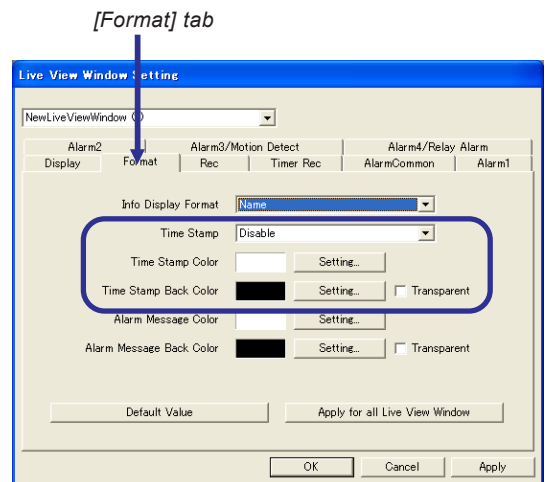 [Format] tab
Live View Window Setting
NewLiveViewWindow
Alarm2 Alarm3/Motion Detect Alarm4/Relay Alarm
Display Format Rec Timer Rec AlarmCommon Alarm1
Info Display Format Name
Time Stamp Disable
Time Stamp Color Setting...
Time Stamp Back Color Setting... Transparent
Alarm Message Color Setting...
Alarm Message Back Color Setting... Transparent
Default Value Apply for all Live View Window
OK Cancel Apply